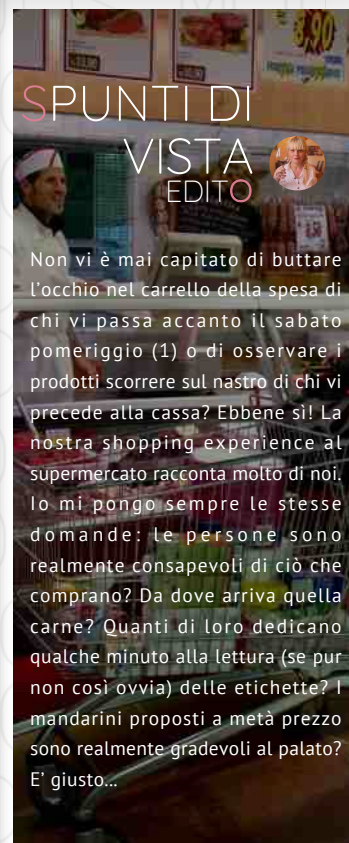 8,90
SPUNTI DI
VISTA
EDITO
Non vi è mai capitato di buttare
l’occhio nel carrello della spesa di
chi vi passa accanto il sabato
pomeriggio (1) o di osservare i
prodotti scorrere sul nastro di chi vi
precede alla cassa? Ebbene sì! La
nostra shopping experience al
supermercato racconta molto di noi.
Io mi pongo sempre le stesse
domande: le persone sono
realmente consapevoli di ciò che
comprano? Da dove arriva quella
carne? Quanti di loro dedicano
qualche minuto alla lettura (se pur
non così ovvia) delle etichette? I
mandarini proposti a metà prezzo
sono realmente gradevoli al palato?
E’ giusto...